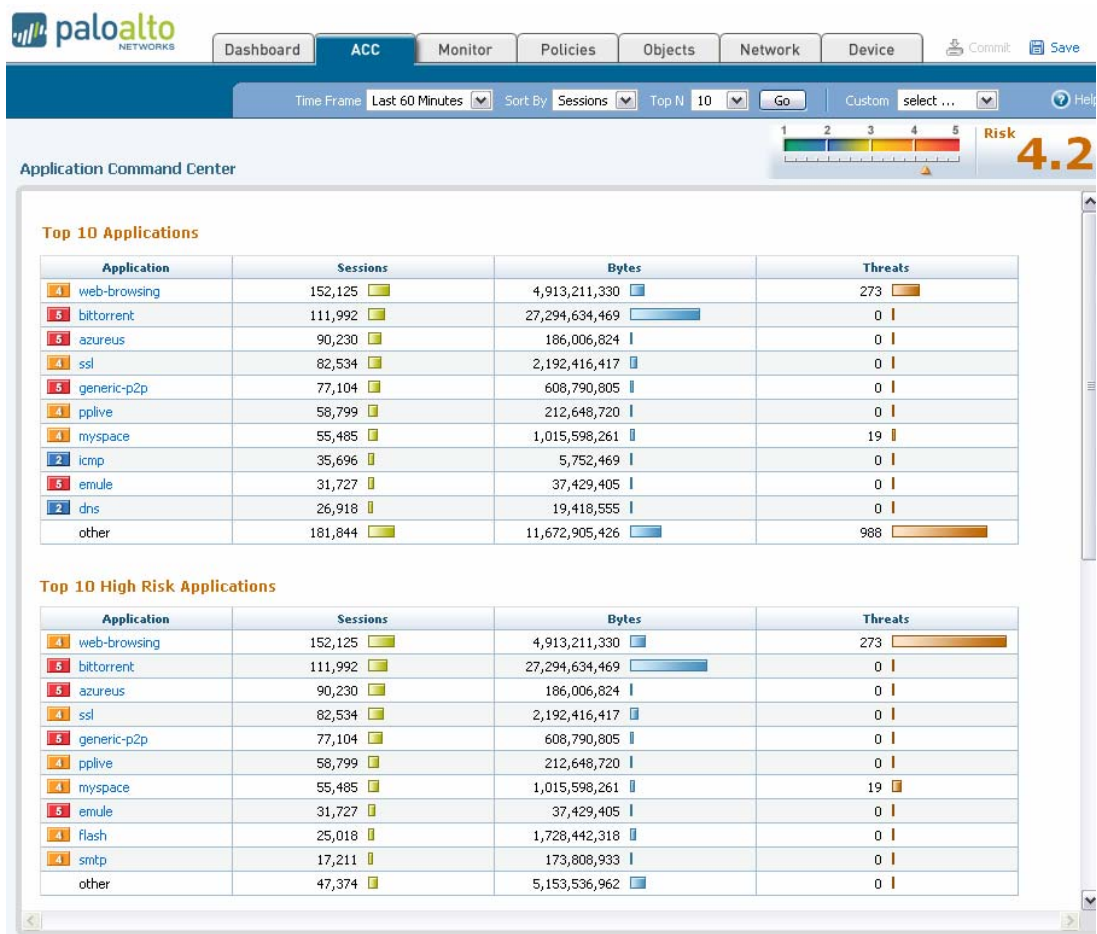 paloalto
NETWORKS
Dashboard ACC Monitor Policies Objects Network Device Commit Save
Time Frame Last 60 Minutes Sort By Sessions Top N 10 Go Custom select ... Help
1 2 3 4 5 Risk 4.2
Application Command Center
Top 10 Applications
Application Sessions Bytes Threats
4 web-browsing 152,125 4,913,211,330 273
5 bittorrent 111,992 27,294,634,469 0
5 azureus 90,230 186,006,824 0
4 ssl 82,534 2,192,416,417 0
5 generic-p2p 77,104 608,790,805 0
4 pplive 58,799 212,648,720 0
4 myspace 55,485 1,015,598,261 19
2 icmp 35,696 5,752,469 0
5 emule 31,727 37,429,405 0
2 dns 26,918 19,418,555 0
other 181,844 11,672,905,426 988
Top 10 High Risk Applications
Application Sessions Bytes Threats
4 web-browsing 152,125 4,913,211,330 273
5 bittorrent 111,992 27,294,634,469 0
5 azureus 90,230 186,006,824 0
4 ssl 82,534 2,192,416,417 0
5 generic-p2p 77,104 608,790,805 0
4 pplive 58,799 212,648,720 0
4 myspace 55,485 1,015,598,261 19
5 emule 31,727 37,429,405 0
4 flash 25,018 1,728,442,318 0
4 smtp 17,211 173,808,933 0
other 47,374 5,153,536,962 0